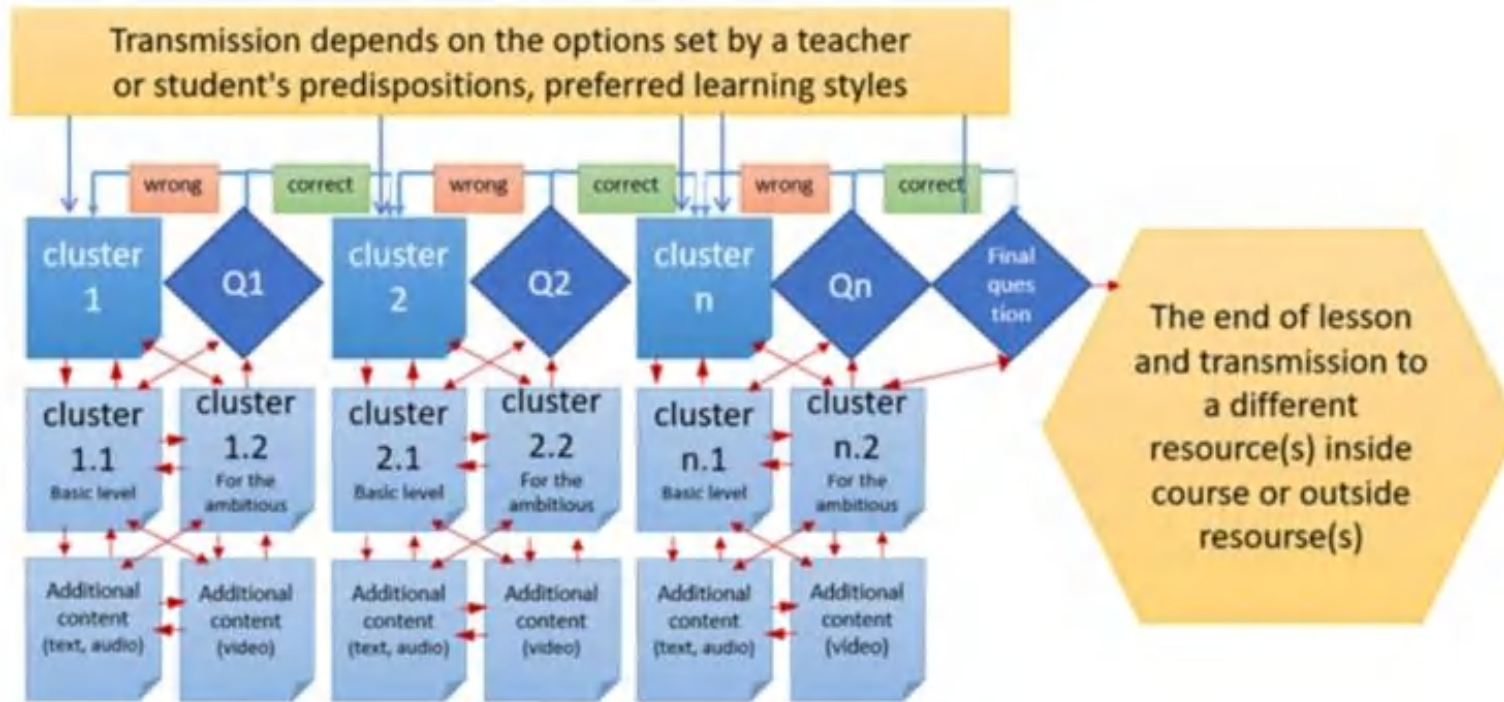 Transmission depends on the options set by a teacher
or student's predispositions, preferred learning styles
wrong
correct
wrong
correct
wrong
correct
cluster
1
Q1
cluster
2
Q2
cluster
n
Qn
Final
ques
tion
The end of lesson
and transmission to
a different
resource(s) inside
course or outside
resourse(s)
cluster
1.1
Basic level
cluster
1.2
For the
ambitious
cluster
2.1
Basic level
cluster
2.2
For the
ambitious
cluster
n.1
Basic level
cluster
n.2
For the
ambitious
Additional
content
(text, audio)
Additional
content
(video)
Additional
content
(text, audio)
Additional
content
(video)
Additional
content
(text, audio)
Additional
content
(video)